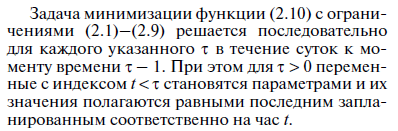 Задача минимизации функции (2.10) с ограни-
чениями (2.1)−(2.9) решается последовательно
для каждого указанного τ в течение суток к мо-
менту времени τ − 1. При этом для τ > 0 перемен-
ные с индексом t < τ становятся параметрами и их
значения полагаются равными последним запла-
нированным соответственно на час t.